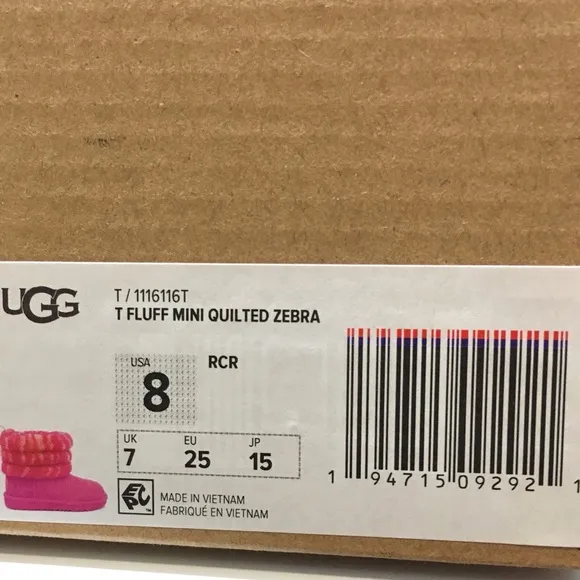 UGG
T / 1116116T
T FLUFF MINI QUILTED ZEBRA
USA
8
RCR
UK EU JP
7 25 15
1 94715 09292 1
EPC
MADE IN VIETNAM
FABRIQUÉ EN VIETNAM